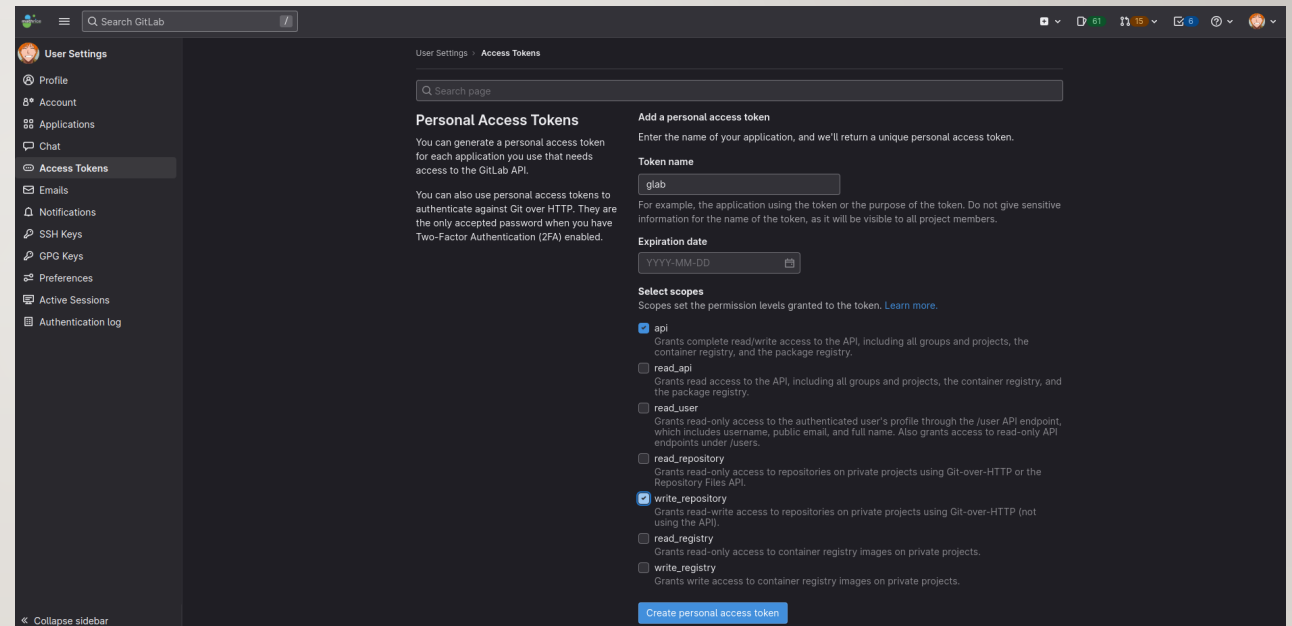 Search GitLab
/
61
15
6
User Settings
Profile
Account
Applications
Chat
Access Tokens
Emails
Notifications
SSH Keys
GPG Keys
Preferences
Active Sessions
Authentication log
« Collapse sidebar
User Settings › Access Tokens
Search page
Personal Access Tokens
You can generate a personal access token
for each application you use that needs
access to the GitLab API.
You can also use personal access tokens to
authenticate against Git over HTTP. They are
the only accepted password when you have
Two-Factor Authentication (2FA) enabled.
Add a personal access token
Enter the name of your application, and we'll return a unique personal access token.
Token name
glab
For example, the application using the token or the purpose of the token. Do not give sensitive
information for the name of the token, as it will be visible to all project members.
Expiration date
YYYY-MM-DD
Select scopes
Scopes set the permission levels granted to the token. Learn more.
api
Grants complete read/write access to the API, including all groups and projects, the
container registry, and the package registry.
read_api
Grants read access to the API, including all groups and projects, the container registry, and
the package registry.
read_user
Grants read-only access to the authenticated user's profile through the /user API endpoint,
which includes username, public email, and full name. Also grants access to read-only API
endpoints under /users.
read_repository
Grants read-only access to repositories on private projects using Git-over-HTTP or the
Repository Files API.
write_repository
Grants read-write access to repositories on private projects using Git-over-HTTP (not
using the API).
read_registry
Grants read-only access to container registry images on private projects.
write_registry
Grants write access to container registry images on private projects.
Create personal access token